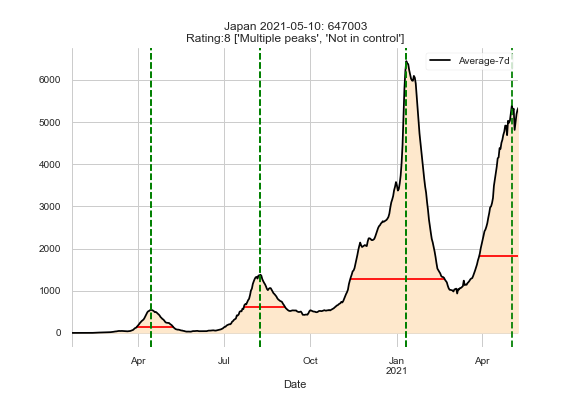 Japan 2021-05-10: 647003
Rating:8 ['Multiple peaks', 'Not in control']
Average-7d
6000
5000
4000
3000
2000
1000
0
Apr
Jul
Oct
Jan
2021
Apr
Date